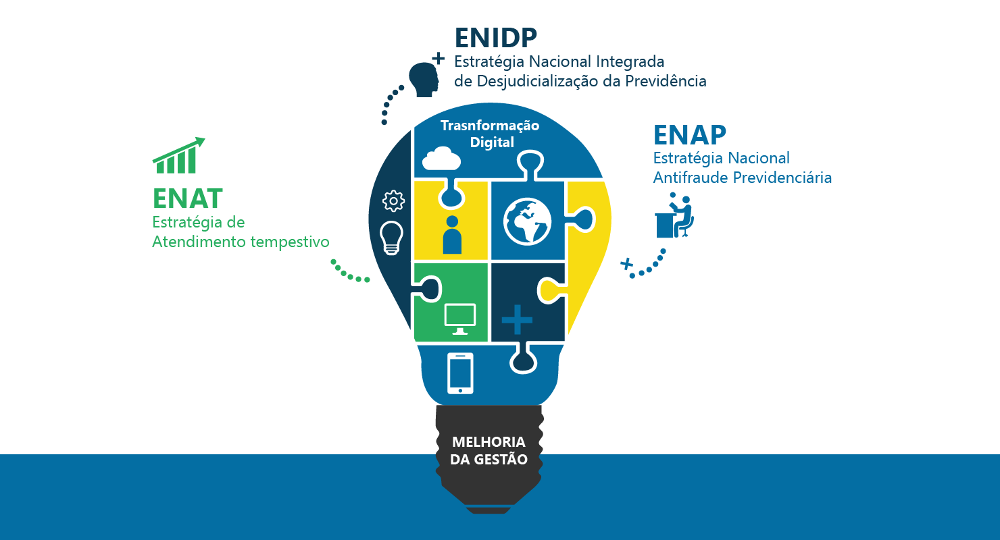 ENIDP
Estratégia Nacional Integrada
de Desjudicialização da Previdência
Trasnformação
Digital
ENAP
Estratégia Nacional
Antifraude Previdenciária
ENAT
Estratégia de
Atendimento tempestivo
MELHORIA
DA GESTÃO